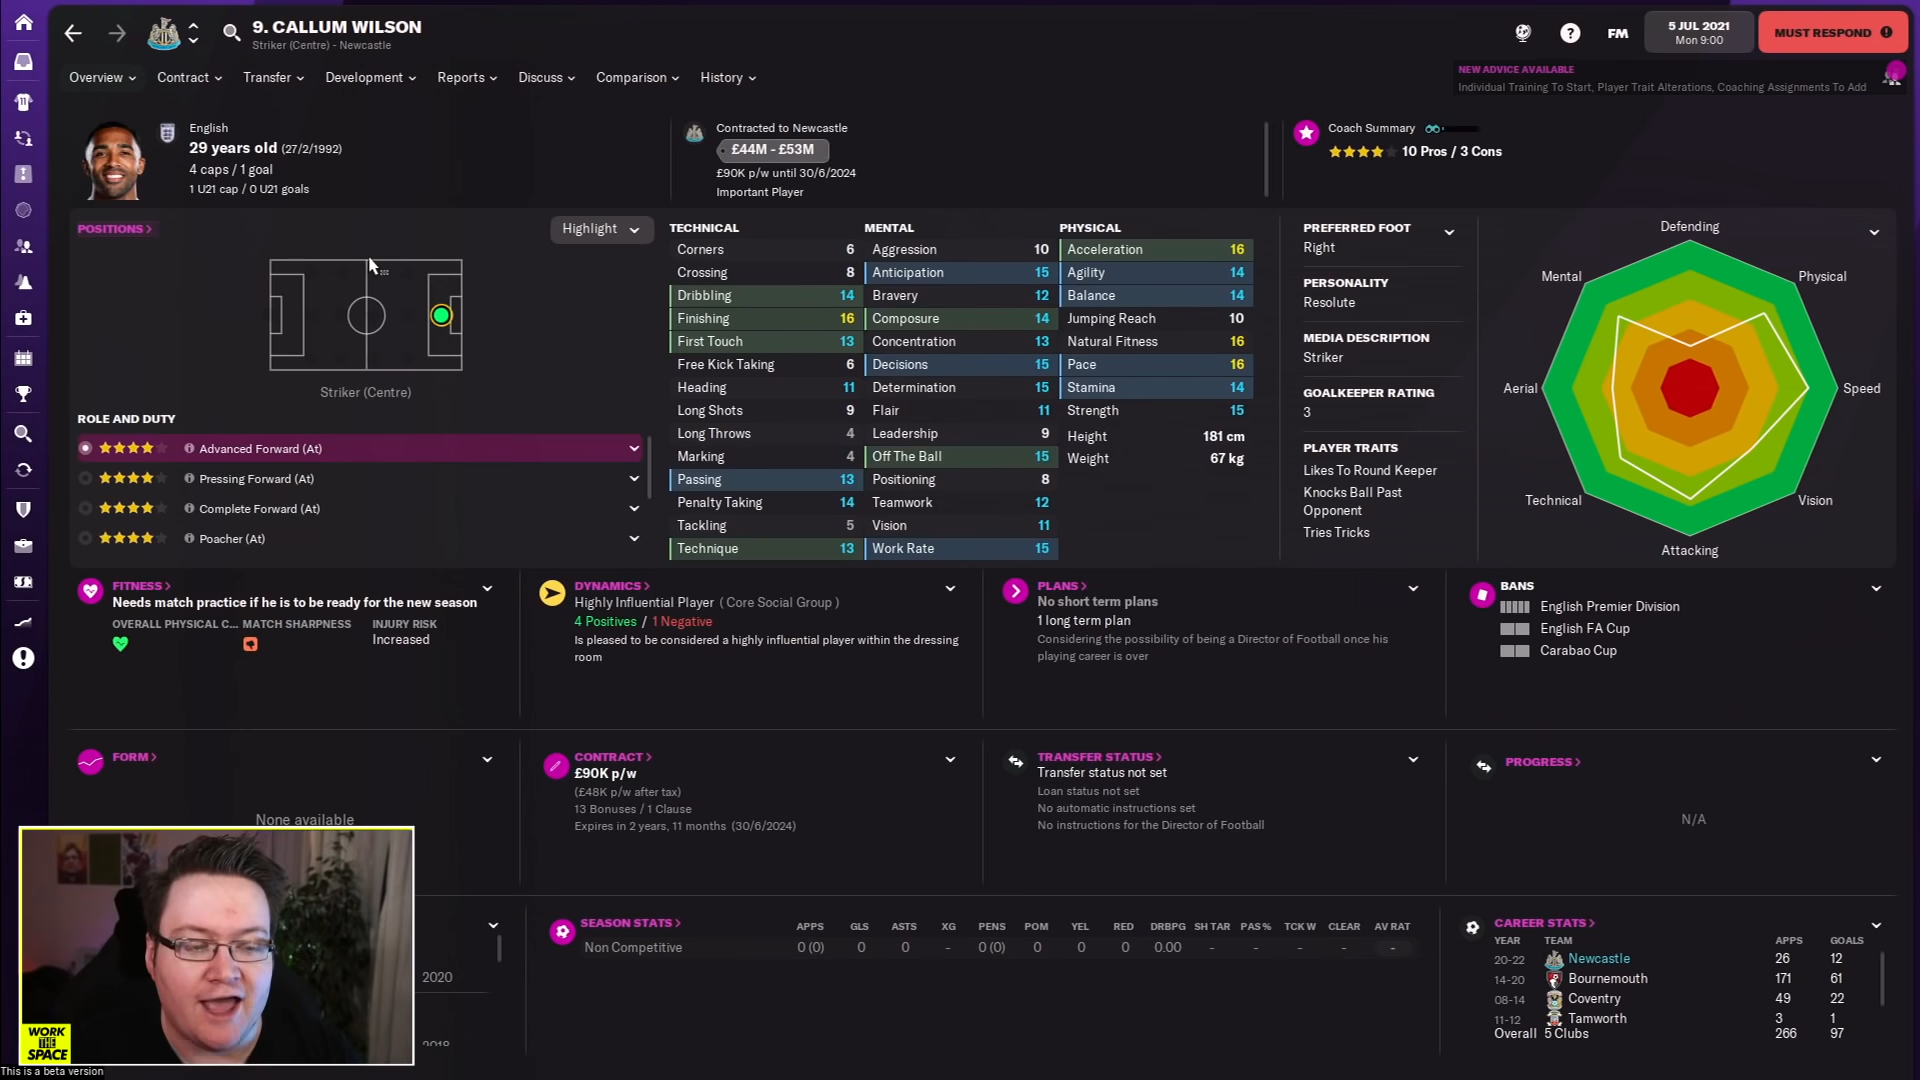 9. CALLUM WILSON
Striker (Centre) - Newcastle
FM
5 JUL 2021
Mon 9:00
MUST RESPOND
Overview
Contract
Transfer
Development
Reports
Discuss
Comparison
History
NEW ADVICE AVAILABLE
Individual Training To Start, Player Trait Alterations, Coaching Assignments To Add
English
29 years old (27/2/1992)
4 caps / 1 goal
1 U21 cap / 0 U21 goals
Contracted to Newcastle
£44M - £53M
£90K p/w until 30/6/2024
Important Player
Coach Summary
10 Pros / 3 Cons
POSITIONS >
Highlight
Striker (Centre)
ROLE AND DUTY
Advanced Forward (At)
Pressing Forward (At)
Complete Forward (At)
Poacher (At)
TECHNICAL
Corners 6
Crossing 8
Dribbling 14
Finishing 16
First Touch 13
Free Kick Taking 6
Heading 11
Long Shots 9
Long Throws 4
Marking 4
Passing 13
Penalty Taking 14
Tackling 5
Technique 13
MENTAL
Aggression 10
Anticipation 15
Bravery 12
Composure 14
Concentration 13
Decisions 15
Determination 15
Flair 11
Leadership 9
Off The Ball 15
Positioning 8
Teamwork 12
Vision 11
Work Rate 15
PHYSICAL
Acceleration 16
Agility 14
Balance 14
Jumping Reach 10
Natural Fitness 16
Pace 16
Stamina 14
Strength 15
Height 181 cm
Weight 67 kg
PREFERRED FOOT
Right
PERSONALITY
Resolute
MEDIA DESCRIPTION
Striker
GOALKEEPER RATING
3
PLAYER TRAITS
Likes To Round Keeper
Knocks Ball Past
Opponent
Tries Tricks
Defending
Mental
Physical
Aerial
Speed
Technical
Vision
Attacking
FITNESS >
Needs match practice if he is to be ready for the new season
OVERALL PHYSICAL C... MATCH SHARPNESS INJURY RISK
Increased
DYNAMICS >
Highly Influential Player ( Core Social Group )
4 Positives / 1 Negative
Is pleased to be considered a highly influential player within the dressing
room
PLANS >
No short term plans
1 long term plan
Considering the possibility of being a Director of Football once his
playing career is over
BANS
English Premier Division
English FA Cup
Carabao Cup
FORM >
None available
CONTRACT >
£90K p/w
(£48K p/w after tax)
13 Bonuses / 1 Clause
Expires in 2 years, 11 months (30/6/2024)
TRANSFER STATUS >
Transfer status not set
Loan status not set
No automatic instructions set
No instructions for the Director of Football
PROGRESS >
N/A
2020
2018
SEASON STATS > APPS GLS ASTS XG PENS POM YEL RED DRBPG SH TAR PAS % TCK W CLEAR AV RAT
Non Competitive 0 (0) 0 0 - 0 (0) 0 0 0 0.00 - - - - -
CAREER STATS >
YEAR TEAM APPS GOALS
20-22 Newcastle 26 12
14-20 Bournemouth 171 61
08-14 Coventry 49 22
11-12 Tamworth 3 1
Overall 5 Clubs 266 97
WORK
THE
SPACE
This is a beta version